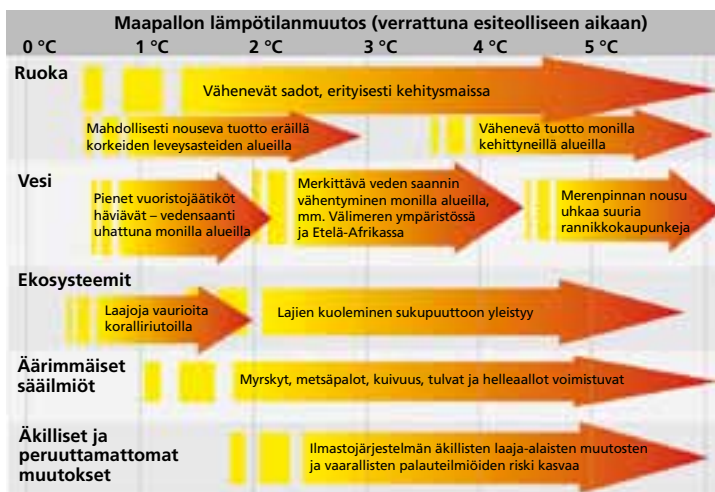 Maapallon lämpötilanmuutos (verrattuna esiteolliseen aikaan)
0 °C 1 °C 2 °C 3 °C 4 °C 5 °C
Ruoka
Vähenevät sadot, erityisesti kehitysmaissa
Mahdollisesti nouseva tuotto eräillä
korkeiden leveysasteiden alueilla
Vähenevä tuotto monilla
kehittyneillä alueilla
Vesi
Pienet vuoristojäätiköt
häviävät – vedensaanti
uhattuna monilla alueilla
Merkittävä veden saannin
vähentyminen monilla alueilla,
mm. Välimeren ympäristössä
ja Etelä-Afrikassa
Merenpinnan nousu
uhkaa suuria
rannikkokaupunkeja
Ekosysteemit
Laajoja vaurioita
koralliriutoilla
Lajien kuoleminen sukupuuttoon yleistyy
Äärimmäiset
sääilmiöt
Myrskyt, metsäpalot, kuivuus, tulvat ja helleaallot voimistuvat
Äkilliset ja
peruuttamattomat
muutokset
Ilmastojärjestelmän äkillisten laaja-alaisten muutosten
ja vaarallisten palauteilmiöiden riski kasvaa